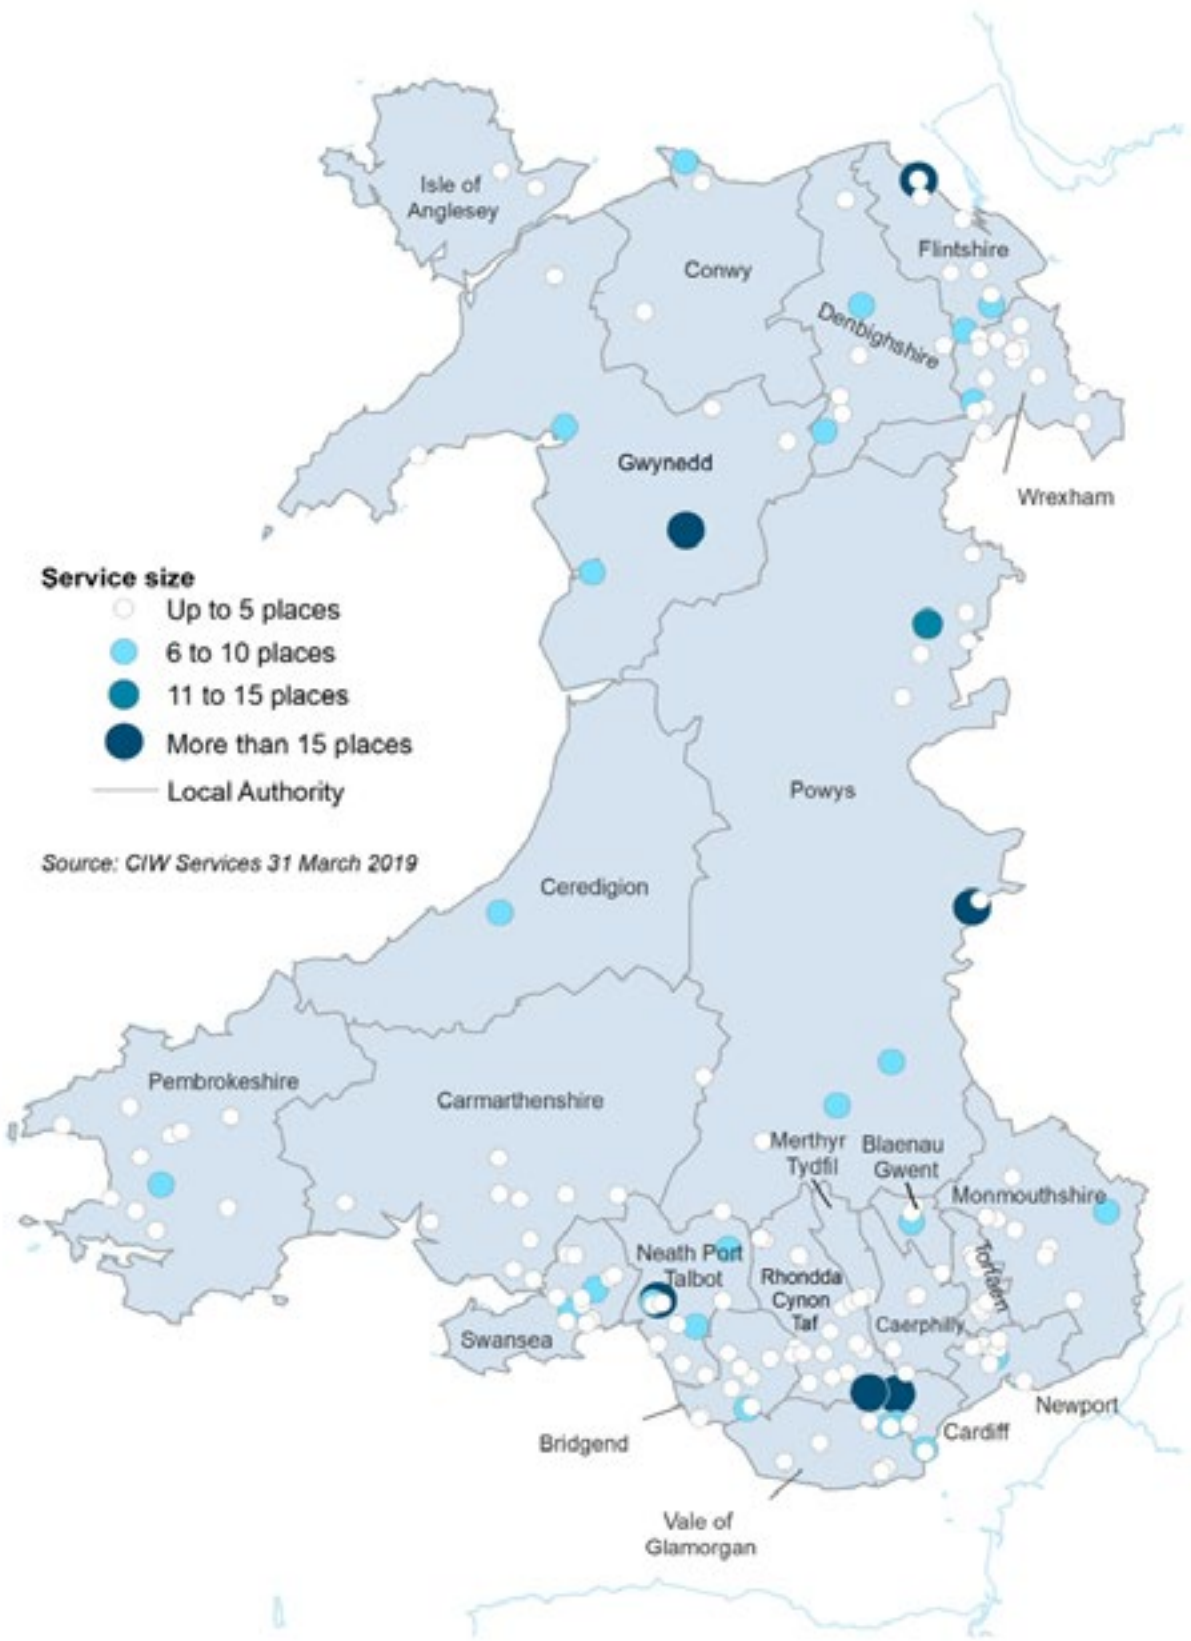 Isle of
Anglesey
Conwy
Flintshire
Denbighshire
Gwynedd
Wrexham
Service size
Up to 5 places
6 to 10 places
11 to 15 places
More than 15 places
Local Authority
Source: CIW Services 31 March 2019
Powys
Ceredigion
Pembrokeshire
Carmarthenshire
Merthyr
Tydfil
Blaenau
Gwent
Monmouthshire
Torfaen
Neath Port
Talbot
Rhondda
Cynon
Taf
Caerphilly
Swansea
Newport
Cardiff
Bridgend
Vale of
Glamorgan